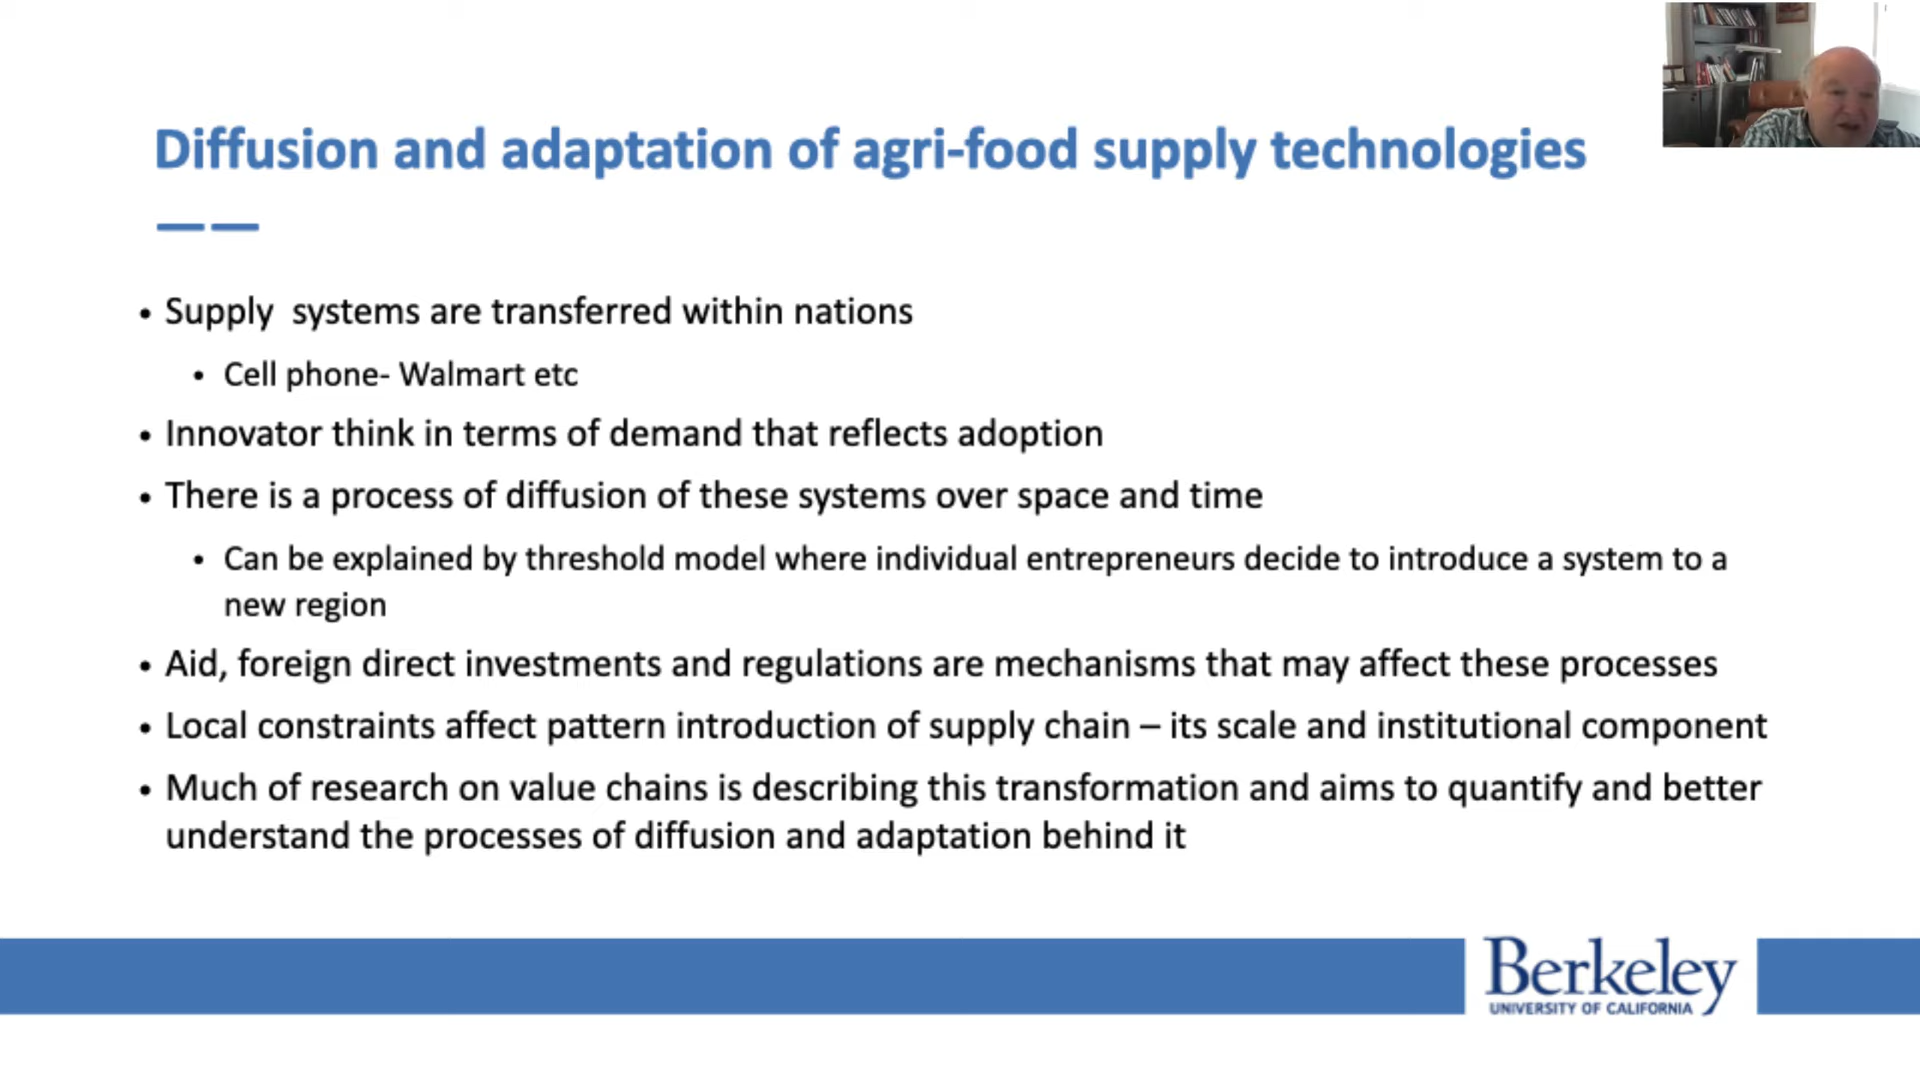 Diffusion and adaptation of agri-food supply technologies
• Supply  systems are transferred within nations
• Cell phone- Walmart etc
• Innovator think in terms of demand that reflects adoption
• There is a process of diffusion of these systems over space and time
• Can be explained by threshold model where individual entrepreneurs decide to introduce a system to a
new region
• Aid, foreign direct investments and regulations are mechanisms that may affect these processes
• Local constraints affect pattern introduction of supply chain – its scale and institutional component
• Much of research on value chains is describing this transformation and aims to quantify and better
understand the processes of diffusion and adaptation behind it
Berkeley
UNIVERSITY OF CALIFORNIA